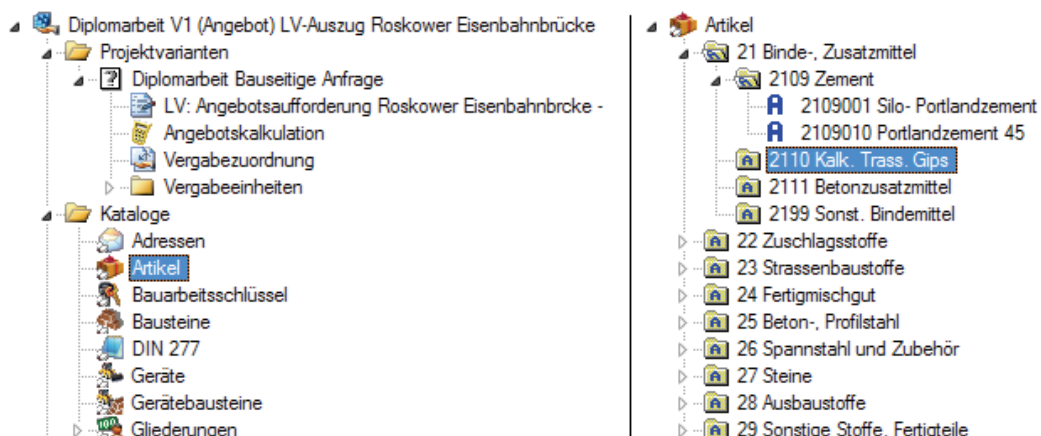 Diplomarbeit V1 (Angebot) LV-Auszug Roskower Eisenbahnbrücke
Projektvarianten
Diplomarbeit Bauseitige Anfrage
LV: Angebotsaufforderung Roskower Eisenbahnbrcke -
Angebotskalkulation
Vergabezuordnung
Vergabeeinheiten
Kataloge
Adressen
Artikel
Bauarbeitsschlüssel
Bausteine
DIN 277
Geräte
Gerätebausteine
Gliederungen
Artikel
21 Binde-, Zusatzmittel
2109 Zement
2109001 Silo- Portlandzement
2109010 Portlandzement 45
2110 Kalk. Trass. Gips
2111 Betonzusatzmittel
2199 Sonst. Bindemittel
22 Zuschlagsstoffe
23 Strassenbaustoffe
24 Fertigmischgut
25 Beton-, Profilstahl
26 Spannstahl und Zubehör
27 Steine
28 Ausbaustoffe
29 Sonstige Stoffe, Fertigteile